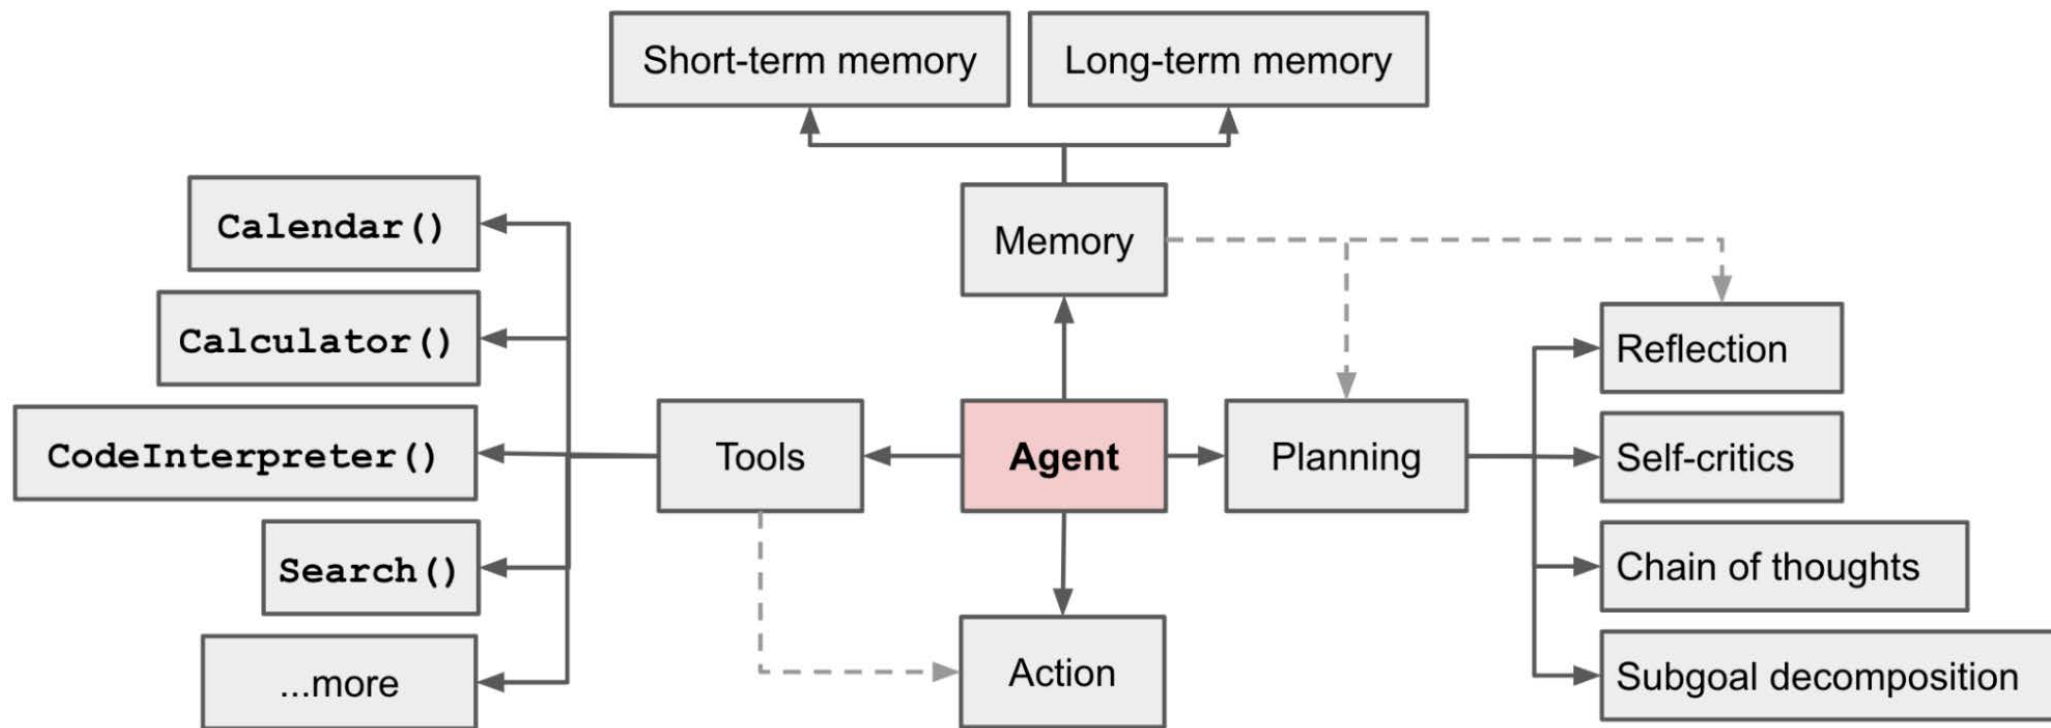 Short-term memory
Long-term memory
Calendar()
Memory
Calculator()
Reflection
CodeInterpreter()
Tools
Agent
Planning
Self-critics
Search()
Chain of thoughts
...more
Action
Subgoal decomposition